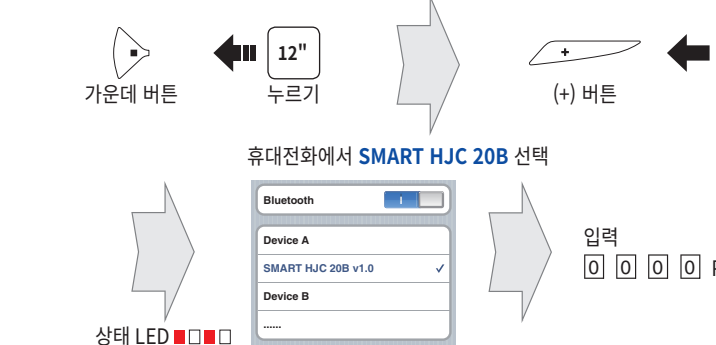 12"
가운데 버튼
누르기
+
(+) 버튼
휴대전화에서 SMART HJC 20B 선택
Bluetooth
Device A
SMART HJC 20B v1.0 ✓
Device B
......
입력
0 0 0 0
상태 LED